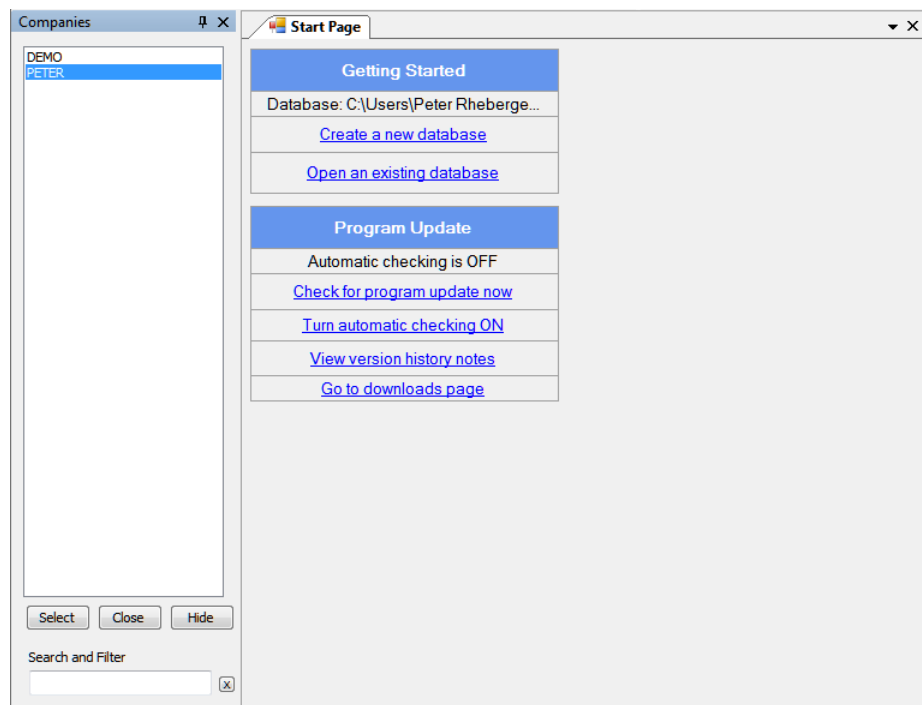 Companies
DEMO
PETER
Select Close Hide
Search and Filter
x
Start Page
Getting Started
Database: C:\Users\Peter Rheberge...
Create a new database
Open an existing database
Program Update
Automatic checking is OFF
Check for program update now
Turn automatic checking ON
View version history notes
Go to downloads page